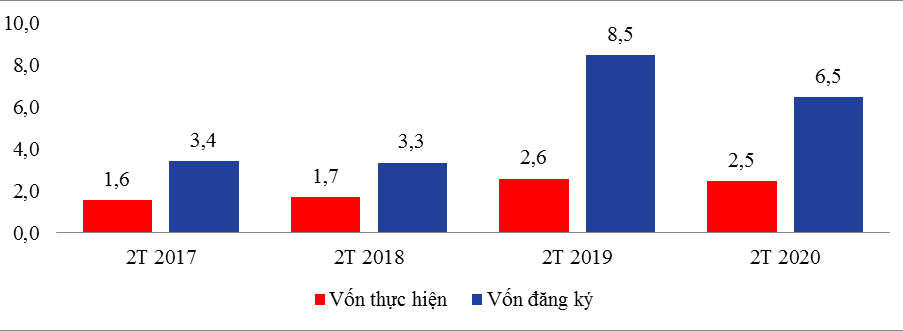 10,0
8,0
6,0
4,0
2,0
0,0
1,6
3,4
1,7
3,3
2,6
8,5
2,5
6,5
2T 2017
2T 2018
2T 2019
2T 2020
Vốn thực hiện
Vốn đăng ký